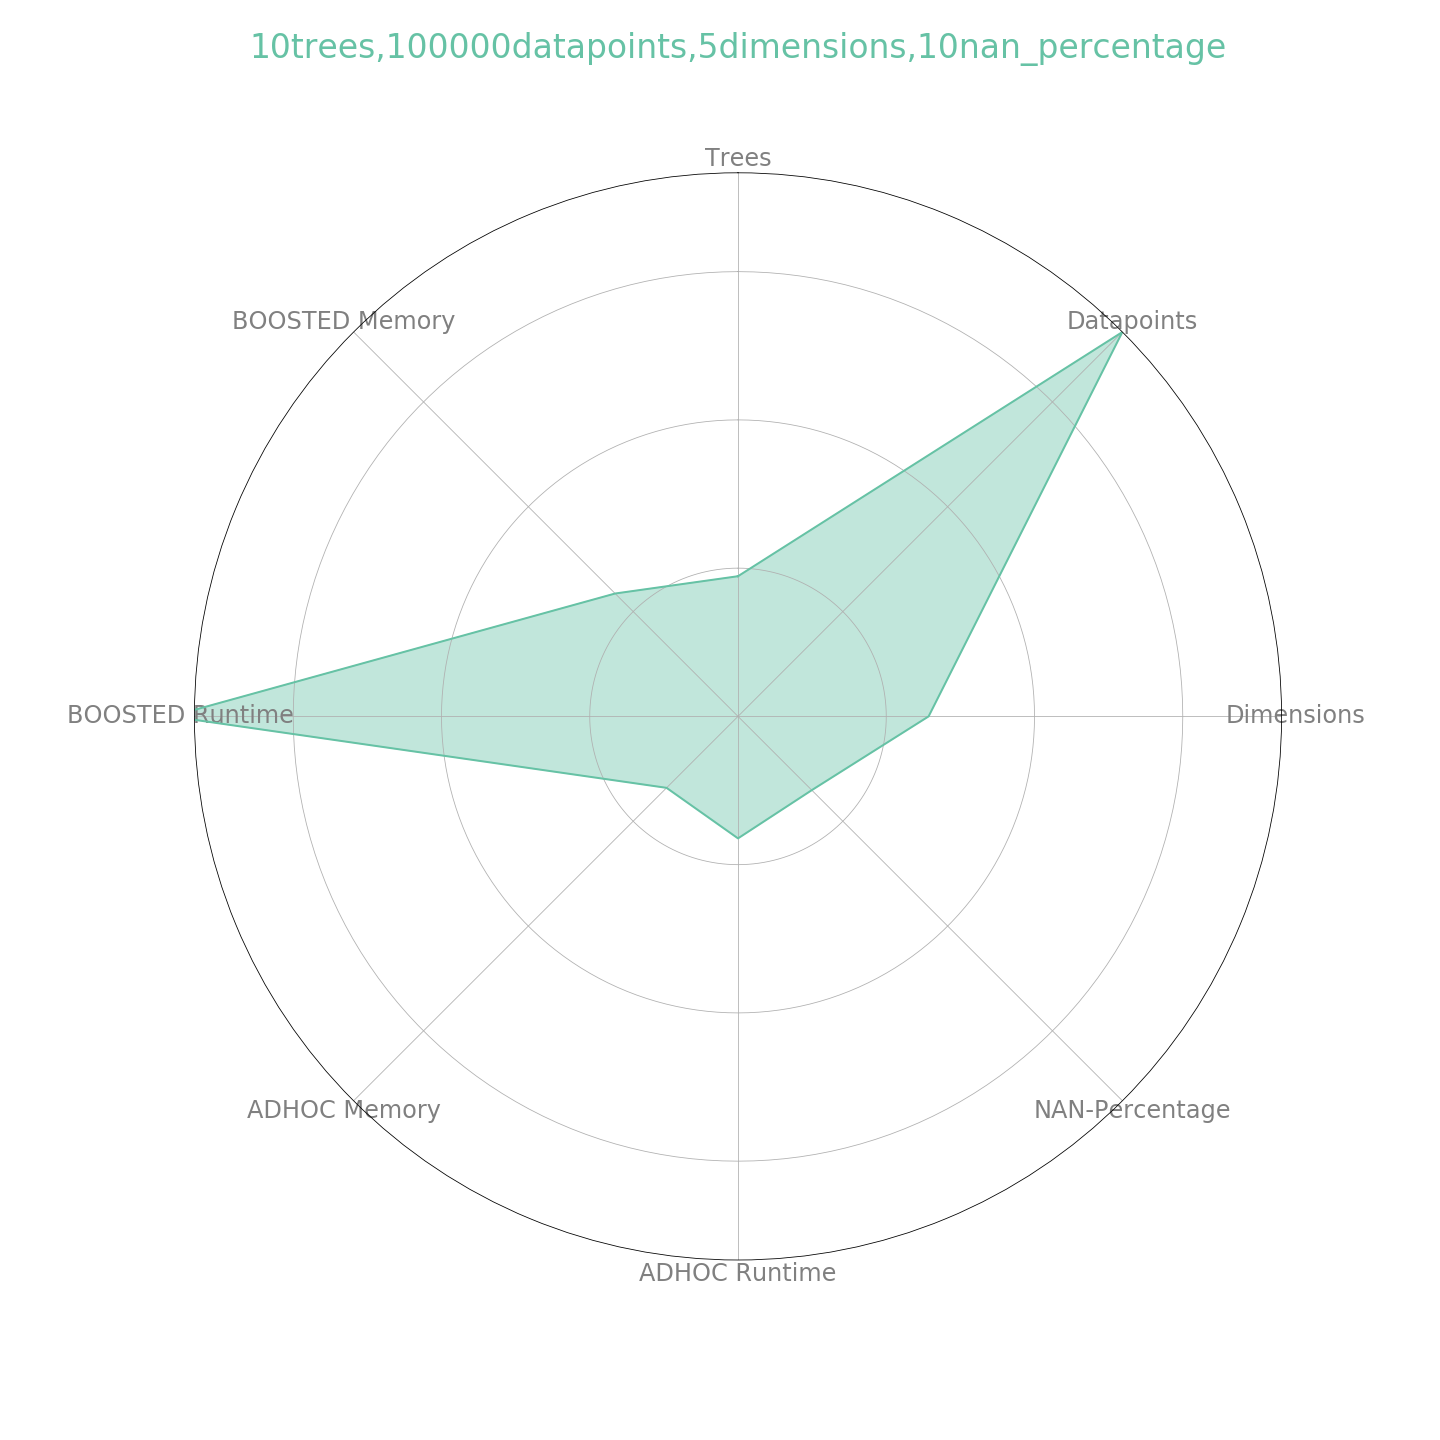 10trees,100000datapoints,5dimensions,10nan_percentage
Trees
BOOSTED Memory
Datapoints
BOOSTED Runtime
Dimensions
ADHOC Memory
NAN-Percentage
ADHOC Runtime